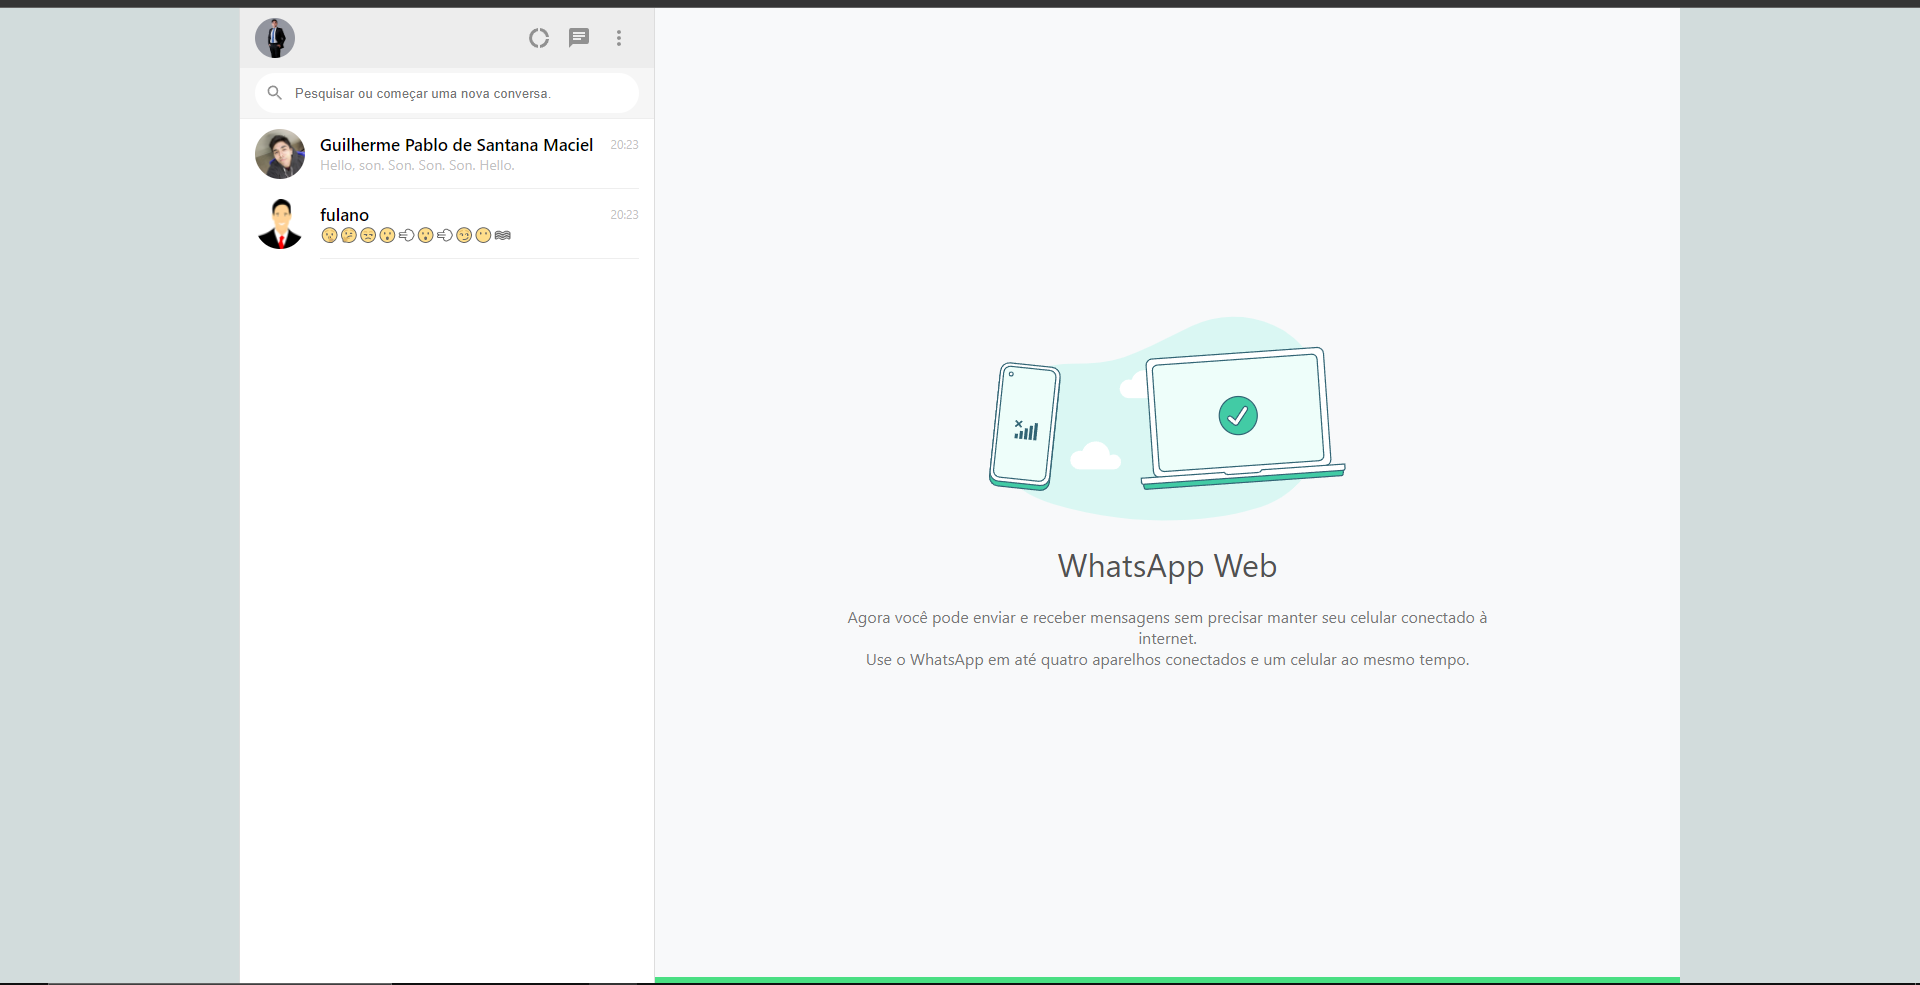 Pesquisar ou começar uma nova conversa.
Guilherme Pablo de Santana Maciel 20:23
Hello, son. Son. Son. Son. Hello.
fulano 20:23
WhatsApp Web
Agora você pode enviar e receber mensagens sem precisar manter seu celular conectado à
internet.
Use o WhatsApp em até quatro aparelhos conectados e um celular ao mesmo tempo.